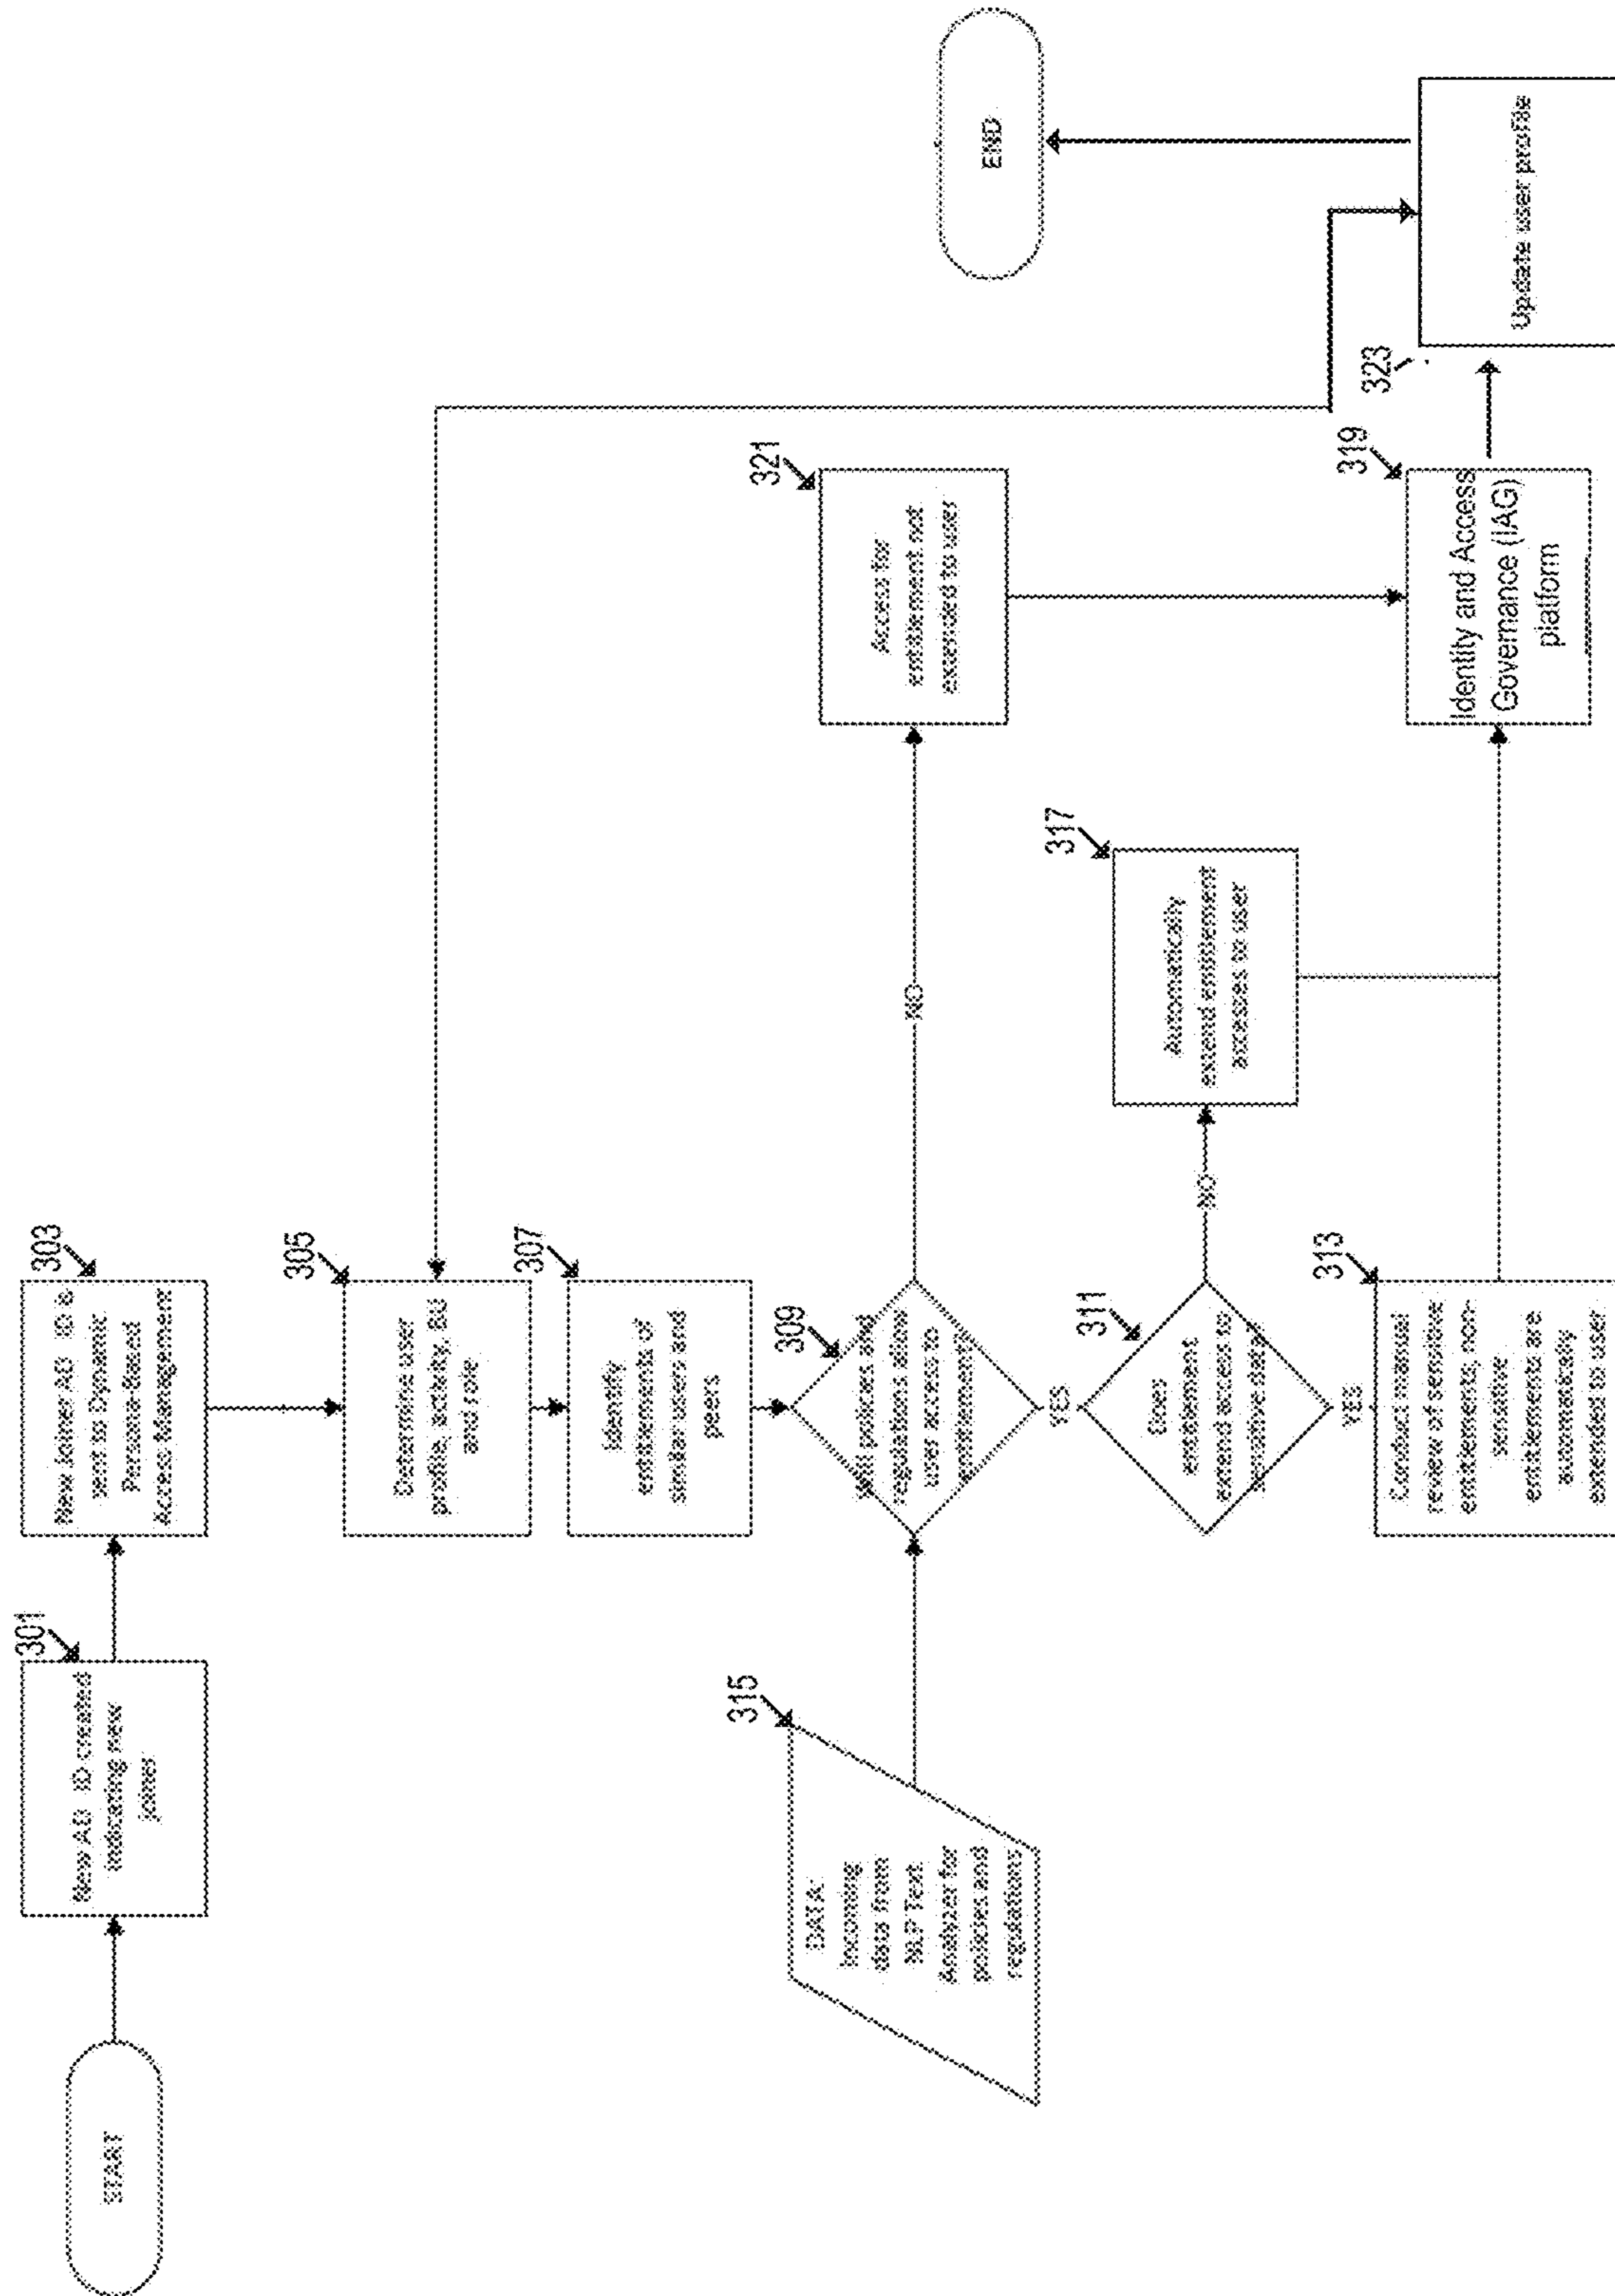 START
301
New AD ID created
indicating new
joiner
303
New Joiner AD ID is
sent to Dynamic
Persona-Based
Access Management
305
Determine user
profile, activity, BU
and role
307
Identify
entitlements of
similar users and
peers
315
DATA:
Incoming
data from
NLP Text
Analyzer for
policies and
regulations
309
Will policies and
regulations allow
user access to
entitlement?
NO
321
Access for
entitlement not
extended to user
YES
311
Does
entitlement
extend access to
sensitive data?
NO
317
Automatically
extend entitlement
accesses to user
YES
313
Conduct manual
review of sensitive
entitlements; non-
sensitive
entitlements are
automatically
extended to user
319
Identity and Access
Governance (IAG)
platform
323
Update user profile
END